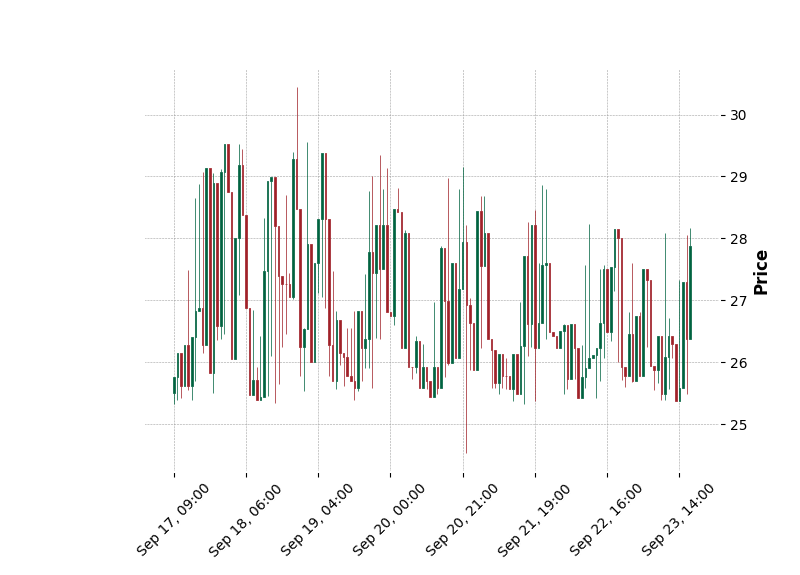 30
29
28
27
26
25
Price
Sep 17, 09:00
Sep 18, 06:00
Sep 19, 04:00
Sep 20, 00:00
Sep 20, 21:00
Sep 21, 19:00
Sep 22, 16:00
Sep 23, 14:00